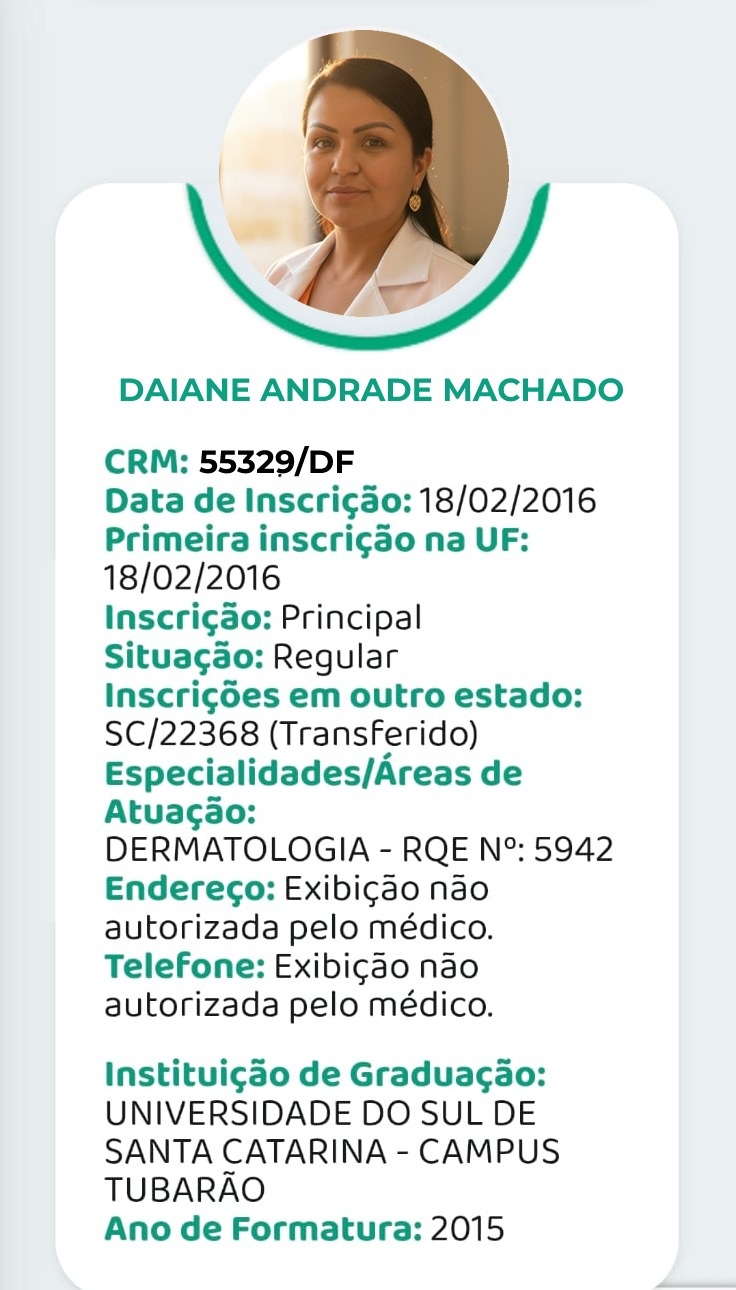 DAIANE ANDRADE MACHADO
CRM: 55329/DF
Data de Inscrição: 18/02/2016
Primeira inscrição na UF:
18/02/2016
Inscrição: Principal
Situação: Regular
Inscrições em outro estado:
SC/22368 (Transferido)
Especialidades/Áreas de
Atuação:
DERMATOLOGIA - RQE Nº: 5942
Endereço: Exibição não
autorizada pelo médico.
Telefone: Exibição não
autorizada pelo médico.
Instituição de Graduação:
UNIVERSIDADE DO SUL DE
SANTA CATARINA - CAMPUS
TUBARÃO
Ano de Formatura: 2015